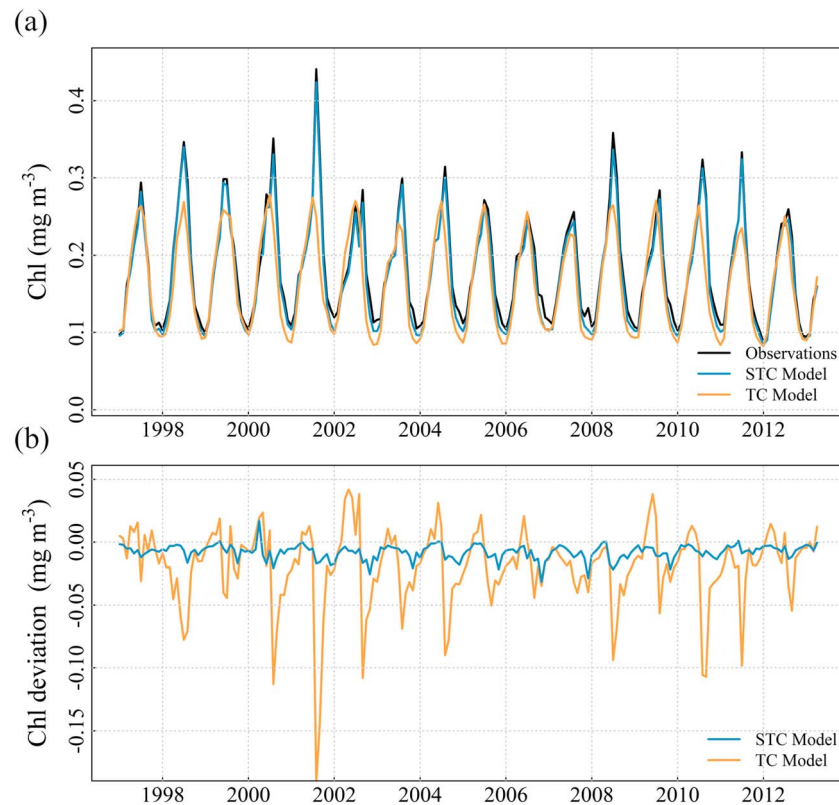 (a)
Chl (mg m⁻³)
0.4
0.3
0.2
0.1
0.0
Observations
STC Model
TC Model
1998 2000 2002 2004 2006 2008 2010 2012
(b)
Chl deviation (mg m⁻³)
0.05
0.00
-0.05
-0.10
-0.15
STC Model
TC Model
1998 2000 2002 2004 2006 2008 2010 2012